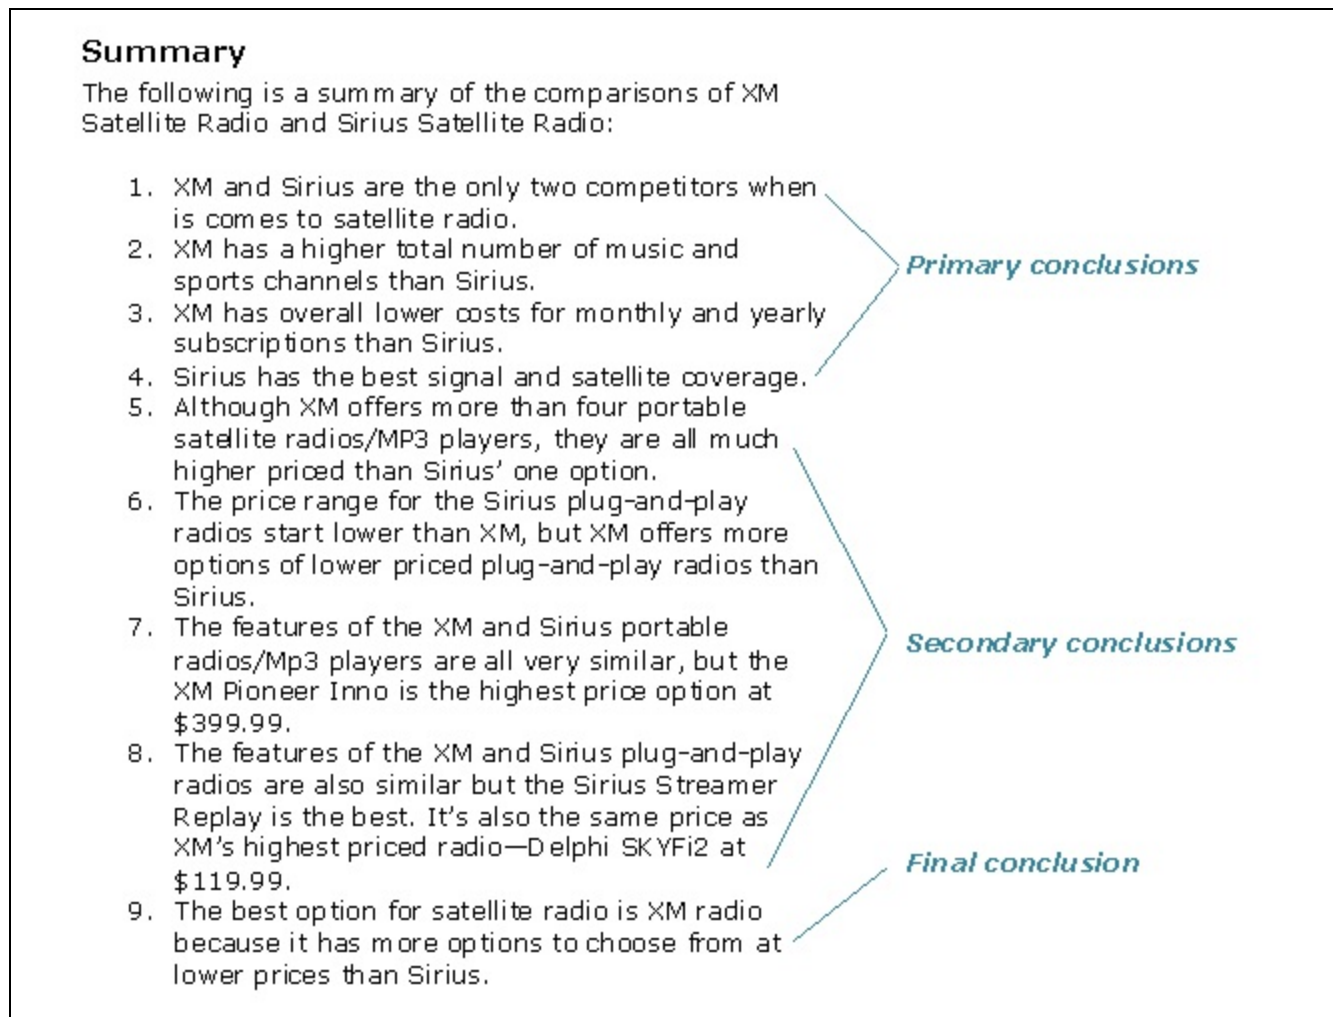 Summary
The following is a summary of the comparisons of XM
Satellite Radio and Sirius Satellite Radio:
1. XM and Sirius are the only two competitors when
is comes to satellite radio.
2. XM has a higher total number of music and
sports channels than Sirius.
Primary conclusions
3. XM has overall lower costs for monthly and yearly
subscriptions than Sirius.
4. Sirius has the best signal and satellite coverage.
5. Although XM offers more than four portable
satellite radios/MP3 players, they are all much
higher priced than Sirius’ one option.
6. The price range for the Sirius plug-and-play
radios start lower than XM, but XM offers more
options of lower priced plug-and-play radios than
Sirius.
7. The features of the XM and Sirius portable
radios/Mp3 players are all very similar, but the
XM Pioneer Inno is the highest price option at
$399.99.
Secondary conclusions
8. The features of the XM and Sirius plug-and-play
radios are also similar but the Sirius Streamer
Replay is the best. It’s also the same price as
XM’s highest priced radio—Delphi SKYFi2 at
$119.99.
Final conclusion
9. The best option for satellite radio is XM radio
because it has more options to choose from at
lower prices than Sirius.